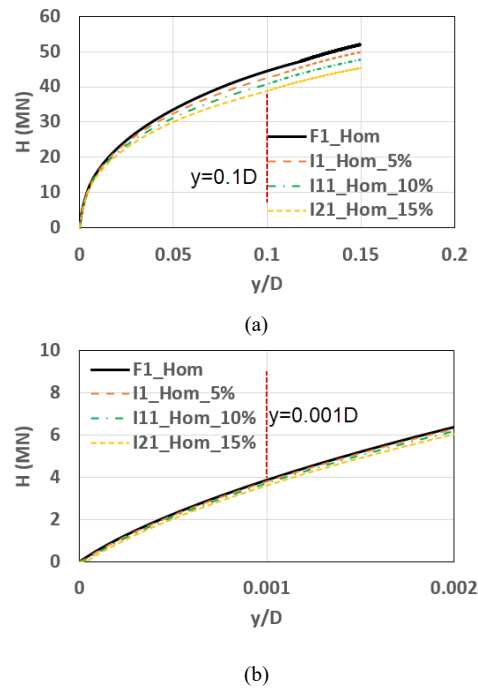 60
50
40
30
20
10
0
H (MN)
F1_Hom
I1_Hom_5%
I11_Hom_10%
I21_Hom_15%
y=0.1D
0 0.05 0.1 0.15 0.2
y/D
(a)
10
8
6
4
2
0
H (MN)
F1_Hom
I1_Hom_5%
I11_Hom_10%
I21_Hom_15%
y=0.001D
0 0.001 0.002
y/D
(b)